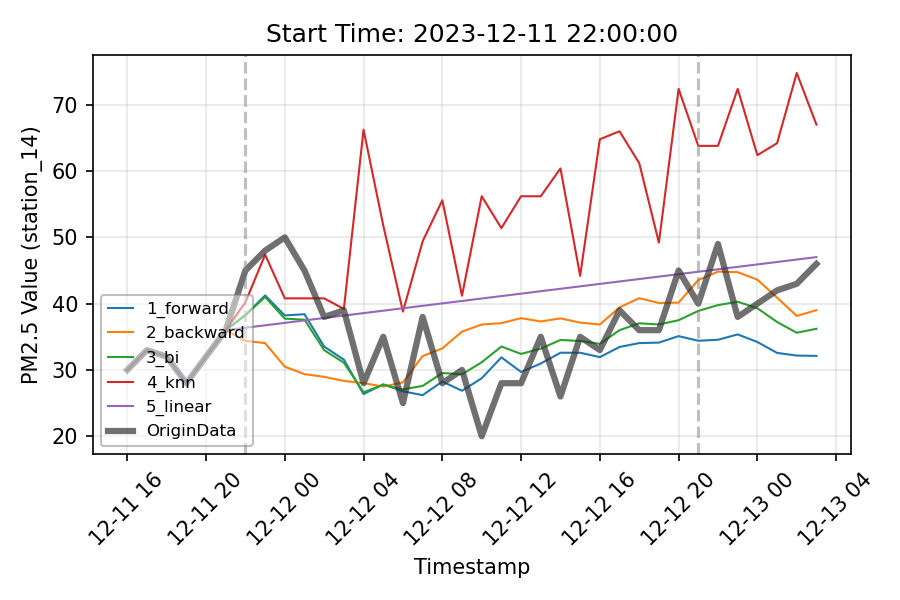 Start Time: 2023-12-11 22:00:00
PM2.5 Value (station_14)
70
60
50
40
30
20
1_forward
2_backward
3_bi
4_knn
5_linear
OriginData
12-11 16
12-11 20
12-12 00
12-12 04
12-12 08
12-12 12
12-12 16
12-12 20
12-13 00
12-13 04
Timestamp